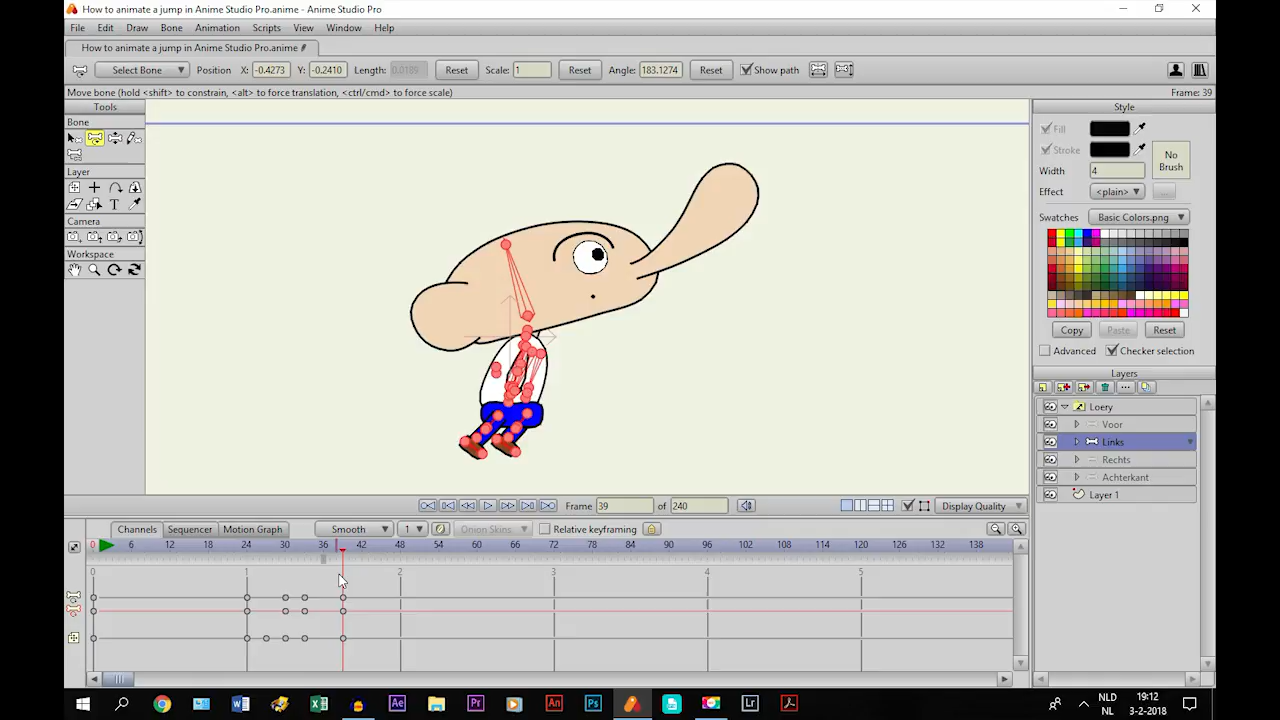 How to animate a jump in Anime Studio Pro.anime - Anime Studio Pro
File Edit Draw Bone Animation Scripts View Window Help
How to animate a jump in Anime Studio Pro.anime
Select Bone Position X: -0.4273 Y: -0.2410 Length: 0.0189 Reset Scale: 1 Reset Angle: 183.1274 Reset Show path
Move bone (hold <shift> to constrain, <alt> to force translation, <ctrl/cmd> to force scale) Frame: 39
Tools
Bone
Layer
T
Camera
Workspace
Style
Fill
Stroke
No
Brush
Width 4
Effect <plain> ...
Swatches Basic Colors.png
Copy Paste Reset
Advanced Checker selection
Layers
...
Loery
Voor
Links
Rechts
Achterkant
Layer 1
Frame 39 of 240 Display Quality
Channels Sequencer Motion Graph Smooth 1 Onion Skins Relative keyframing
0 6 12 18 24 30 36 42 48 54 60 66 72 78 84 90 96 102 108 114 120 126 132 138
0 1 2 3 4 5
Ae Pr An Ps Lr
NLD
NL
19:12
3-2-2018